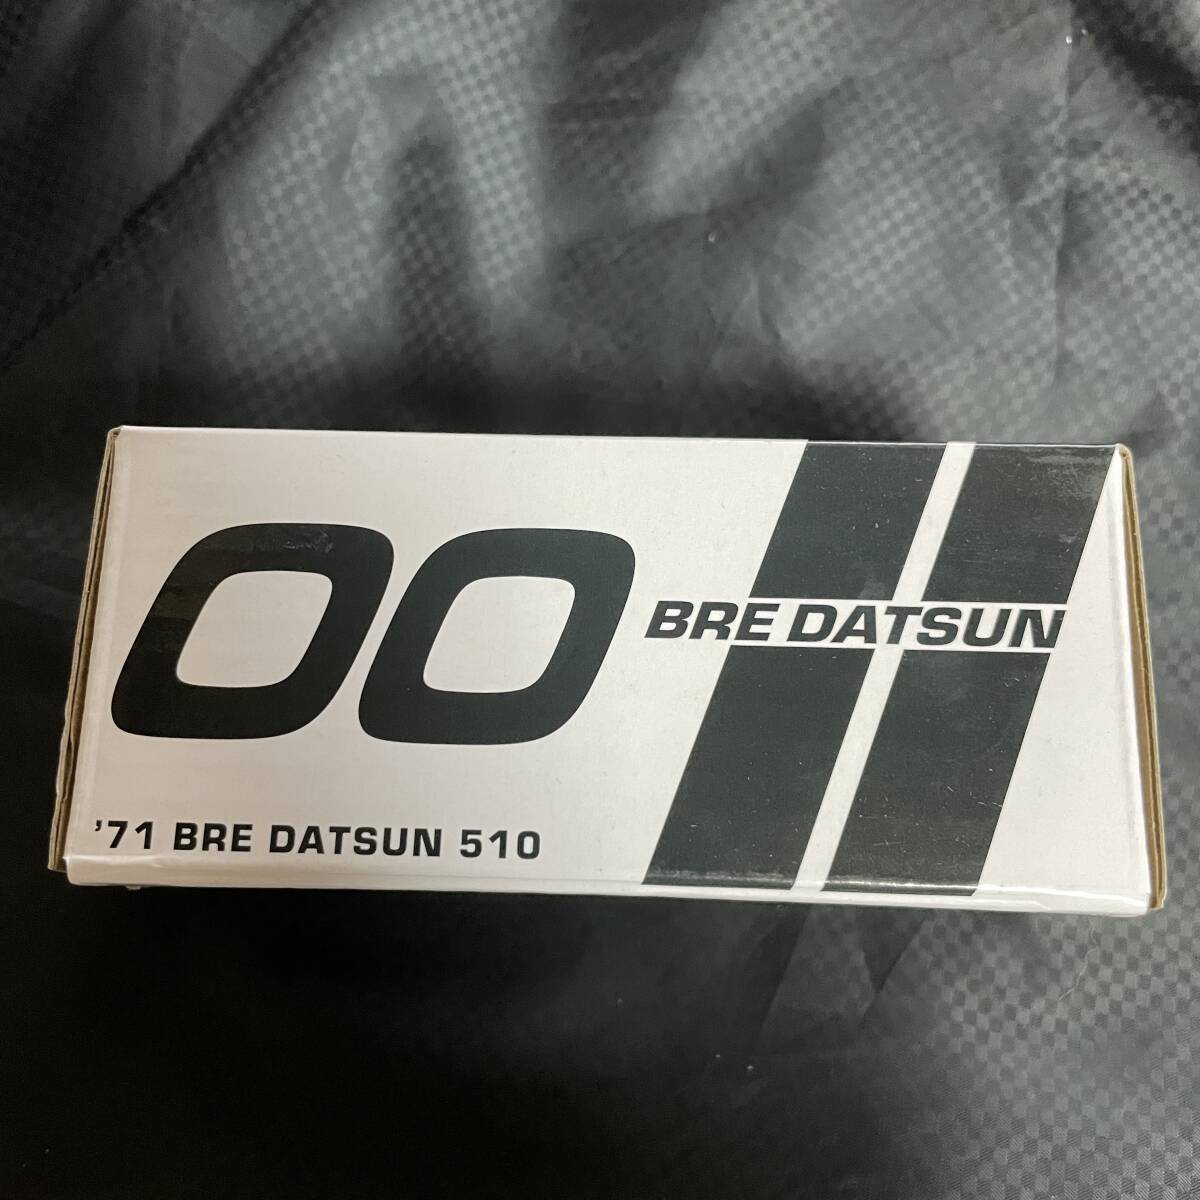 00
BRE DATSUN
'71 BRE DATSUN 510